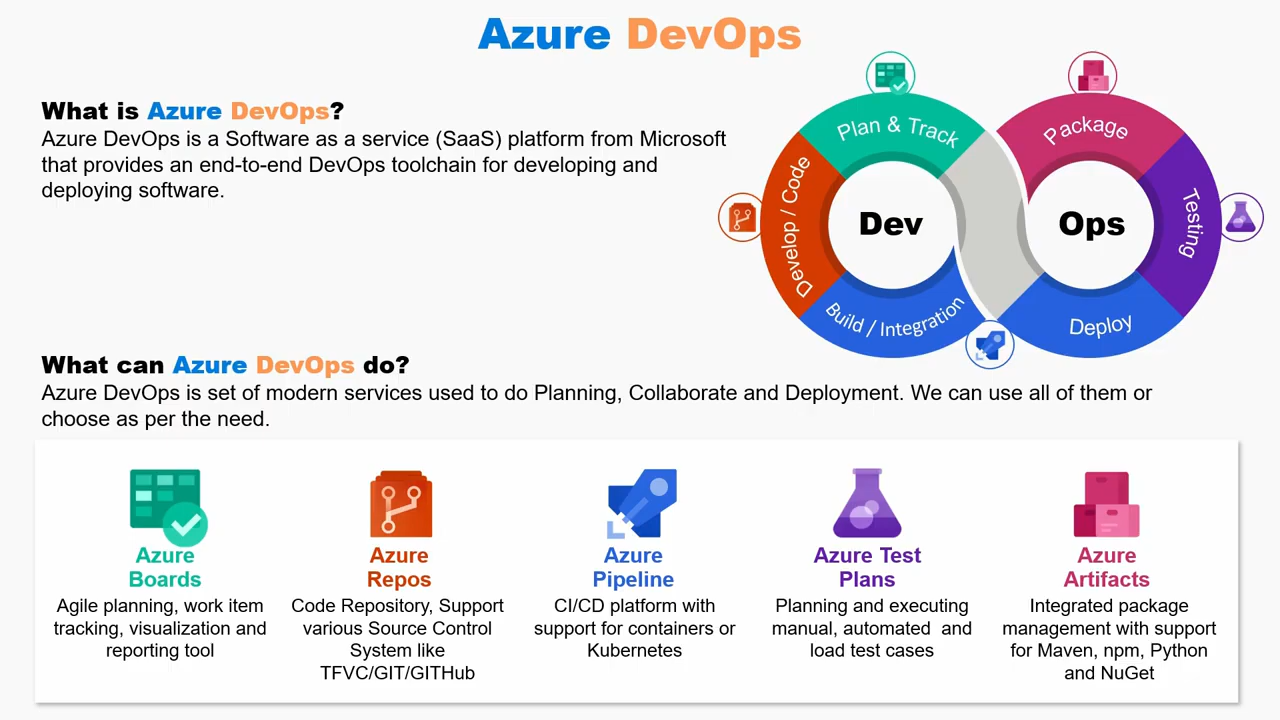 Azure DevOps
What is Azure DevOps?
Azure DevOps is a Software as a service (SaaS) platform from Microsoft
that provides an end-to-end DevOps toolchain for developing and
deploying software.
Plan & Track
Develop / Code
Build / Integration
Dev
Package
Testing
Deploy
Ops
What can Azure DevOps do?
Azure DevOps is set of modern services used to do Planning, Collaborate and Deployment. We can use all of them or
choose as per the need.
Azure
Boards
Agile planning, work item
tracking, visualization and
reporting tool
Azure
Repos
Code Repository, Support
various Source Control
System like
TFVC/GIT/GITHub
Azure
Pipeline
CI/CD platform with
support for containers or
Kubernetes
Azure Test
Plans
Planning and executing
manual, automated  and
load test cases
Azure
Artifacts
Integrated package
management with support
for Maven, npm, Python
and NuGet